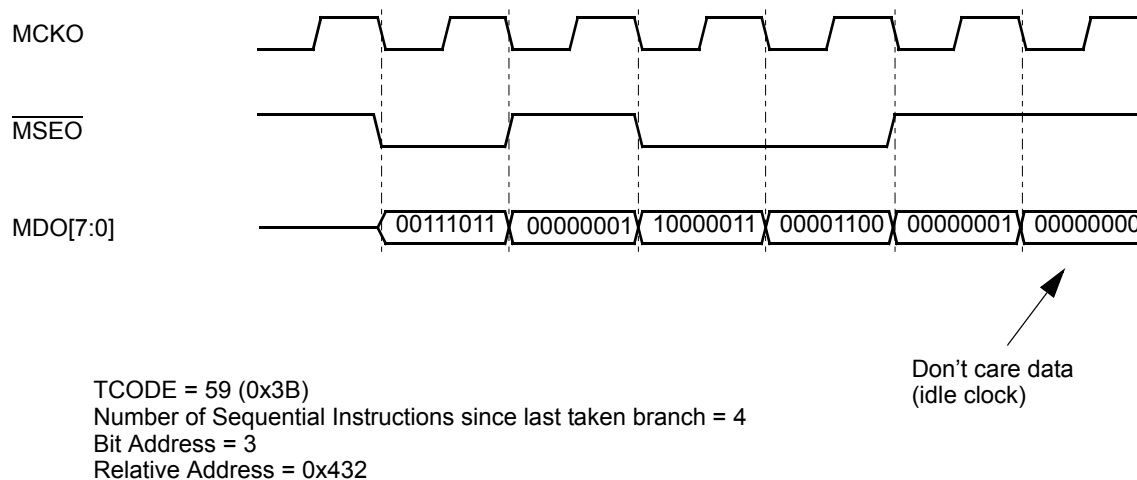 MCKO
MSEO
MDO[7:0]
00111011 00000001 10000011 00001100 00000001 00000000
Don't care data
(idle clock)
TCODE = 59 (0x3B)
Number of Sequential Instructions since last taken branch = 4
Bit Address = 3
Relative Address = 0x432